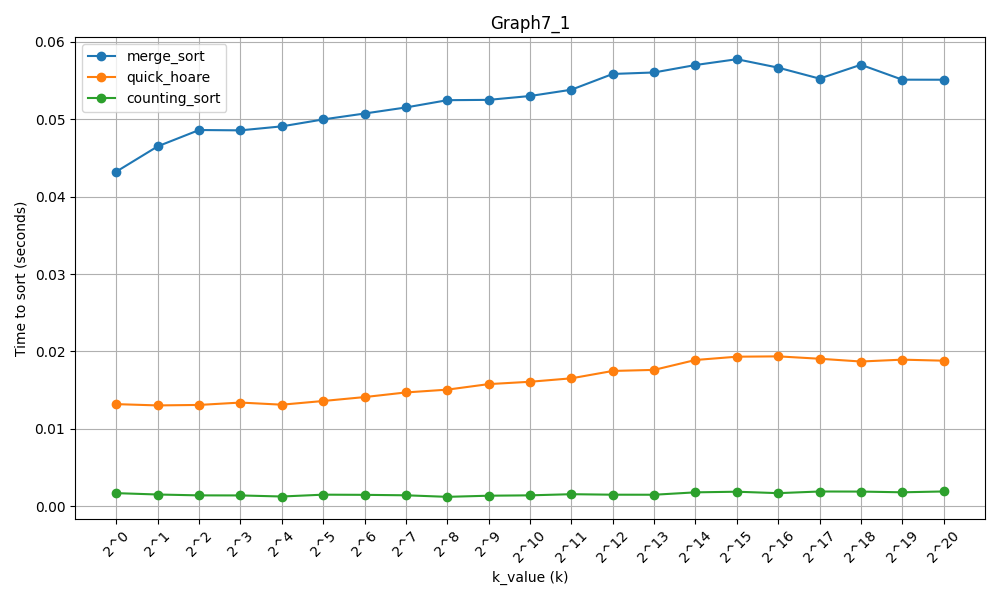 Graph7_1
merge_sort
quick_hoare
counting_sort
Time to sort (seconds)
0.06
0.05
0.04
0.03
0.02
0.01
0.00
2^0 2^1 2^2 2^3 2^4 2^5 2^6 2^7 2^8 2^9 2^10 2^11 2^12 2^13 2^14 2^15 2^16 2^17 2^18 2^19 2^20
k_value (k)